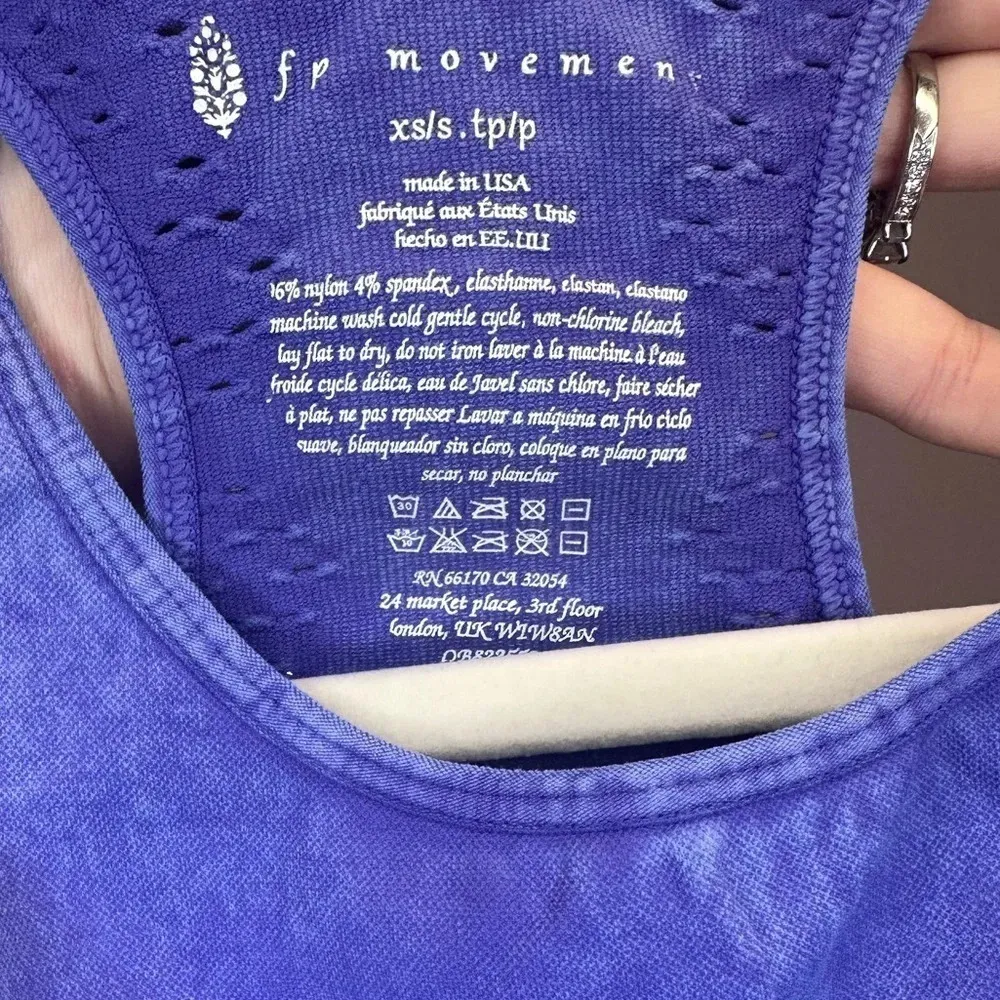 fp movemen
xs/s . tp/p
made in USA
fabriqué aux États Unis
hecho en EE.UU
96% nylon 4% spandex, elasthanne, elastan, elastano
machine wash cold gentle cycle, non-chlorine bleach,
lay flat to dry, do not iron laver à la machine à l'eau
froide cycle délica, eau de Javel sans chlore, faire sécher
à plat, ne pas repasser Lavar a máquina en frío ciclo
suave, blanqueador sin cloro, coloque en plano para
secar, no planchar
30
30
RN 66170 CA 32054
24 market place, 3rd floor
london, UK W1W8AN